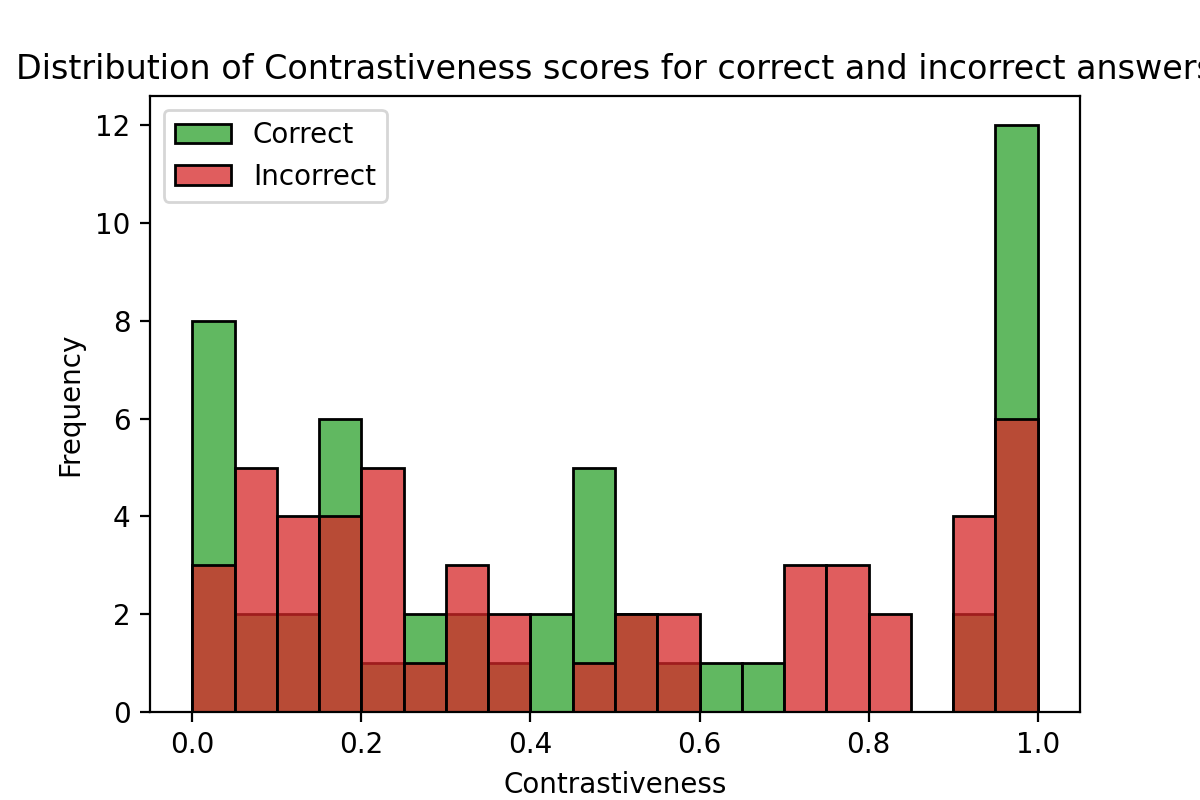 Distribution of Contrastiveness scores for correct and incorrect answers
Correct
Incorrect
12
10
8
6
4
2
0
Frequency
0.0 0.2 0.4 0.6 0.8 1.0
Contrastiveness